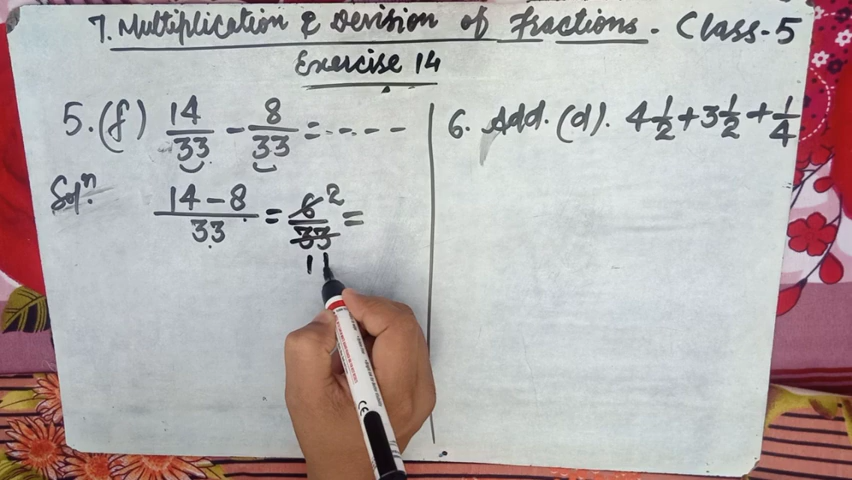 7. Multiplication & Devision of Fractions. Class-5
Exercise 14
5. (f) 14/33 - 8/33 = ----
Solⁿ.
14-8/33 = 6/33 2/11 =
6. Add. (d). 4 1/2 + 3 1/2 + 1/4